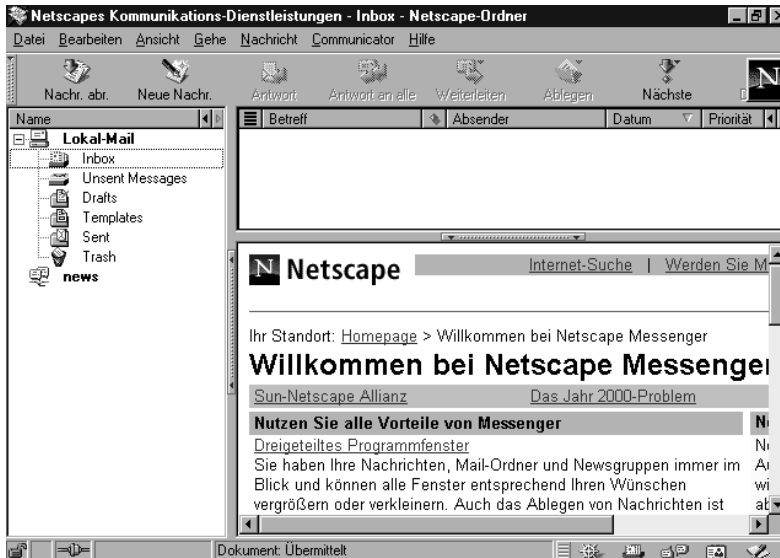 Netscapes Kommunikations-Dienstleistungen - Inbox - Netscape-Ordner
Datei Bearbeiten Ansicht Gehe Nachricht Communicator Hilfe
Nachr. abr. Neue Nachr. Antwort Antwort an alle Weiterleiten Ablegen Nächste
Name
Lokal-Mail
Inbox
Unsent Messages
Drafts
Templates
Sent
Trash
news
Betreff Absender Datum Priorität
N Netscape Internet-Suche | Werden Sie M
Ihr Standort: Homepage > Willkommen bei Netscape Messenger
Willkommen bei Netscape Messenger
Sun-Netscape Allianz Das Jahr 2000-Problem
Nutzen Sie alle Vorteile von Messenger
Dreigeteiltes Programmfenster
Sie haben Ihre Nachrichten, Mail-Ordner und Newsgruppen immer im
Blick und können alle Fenster entsprechend Ihren Wünschen
vergrößern oder verkleinern. Auch das Ablegen von Nachrichten ist
Dokument: Übermittelt